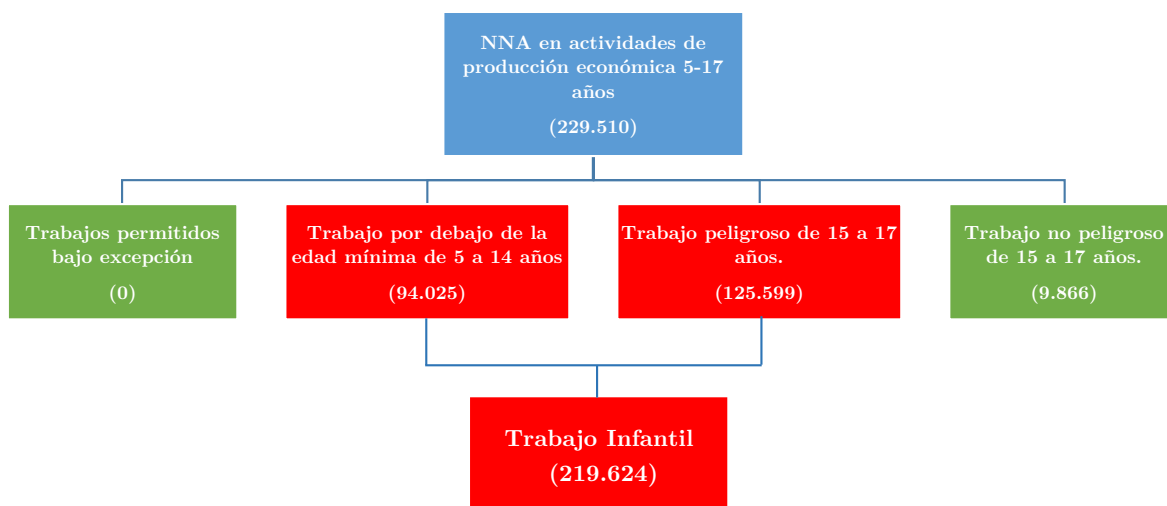 NNA en actividades de
producción económica 5-17
años
(229.510)
Trabajos permitidos
bajo excepción
(0)
Trabajo por debajo de la
edad mínima de 5 a 14 años
(94.025)
Trabajo peligroso de 15 a 17
años.
(125.599)
Trabajo no peligroso
de 15 a 17 años.
(9.866)
Trabajo Infantil
(219.624)